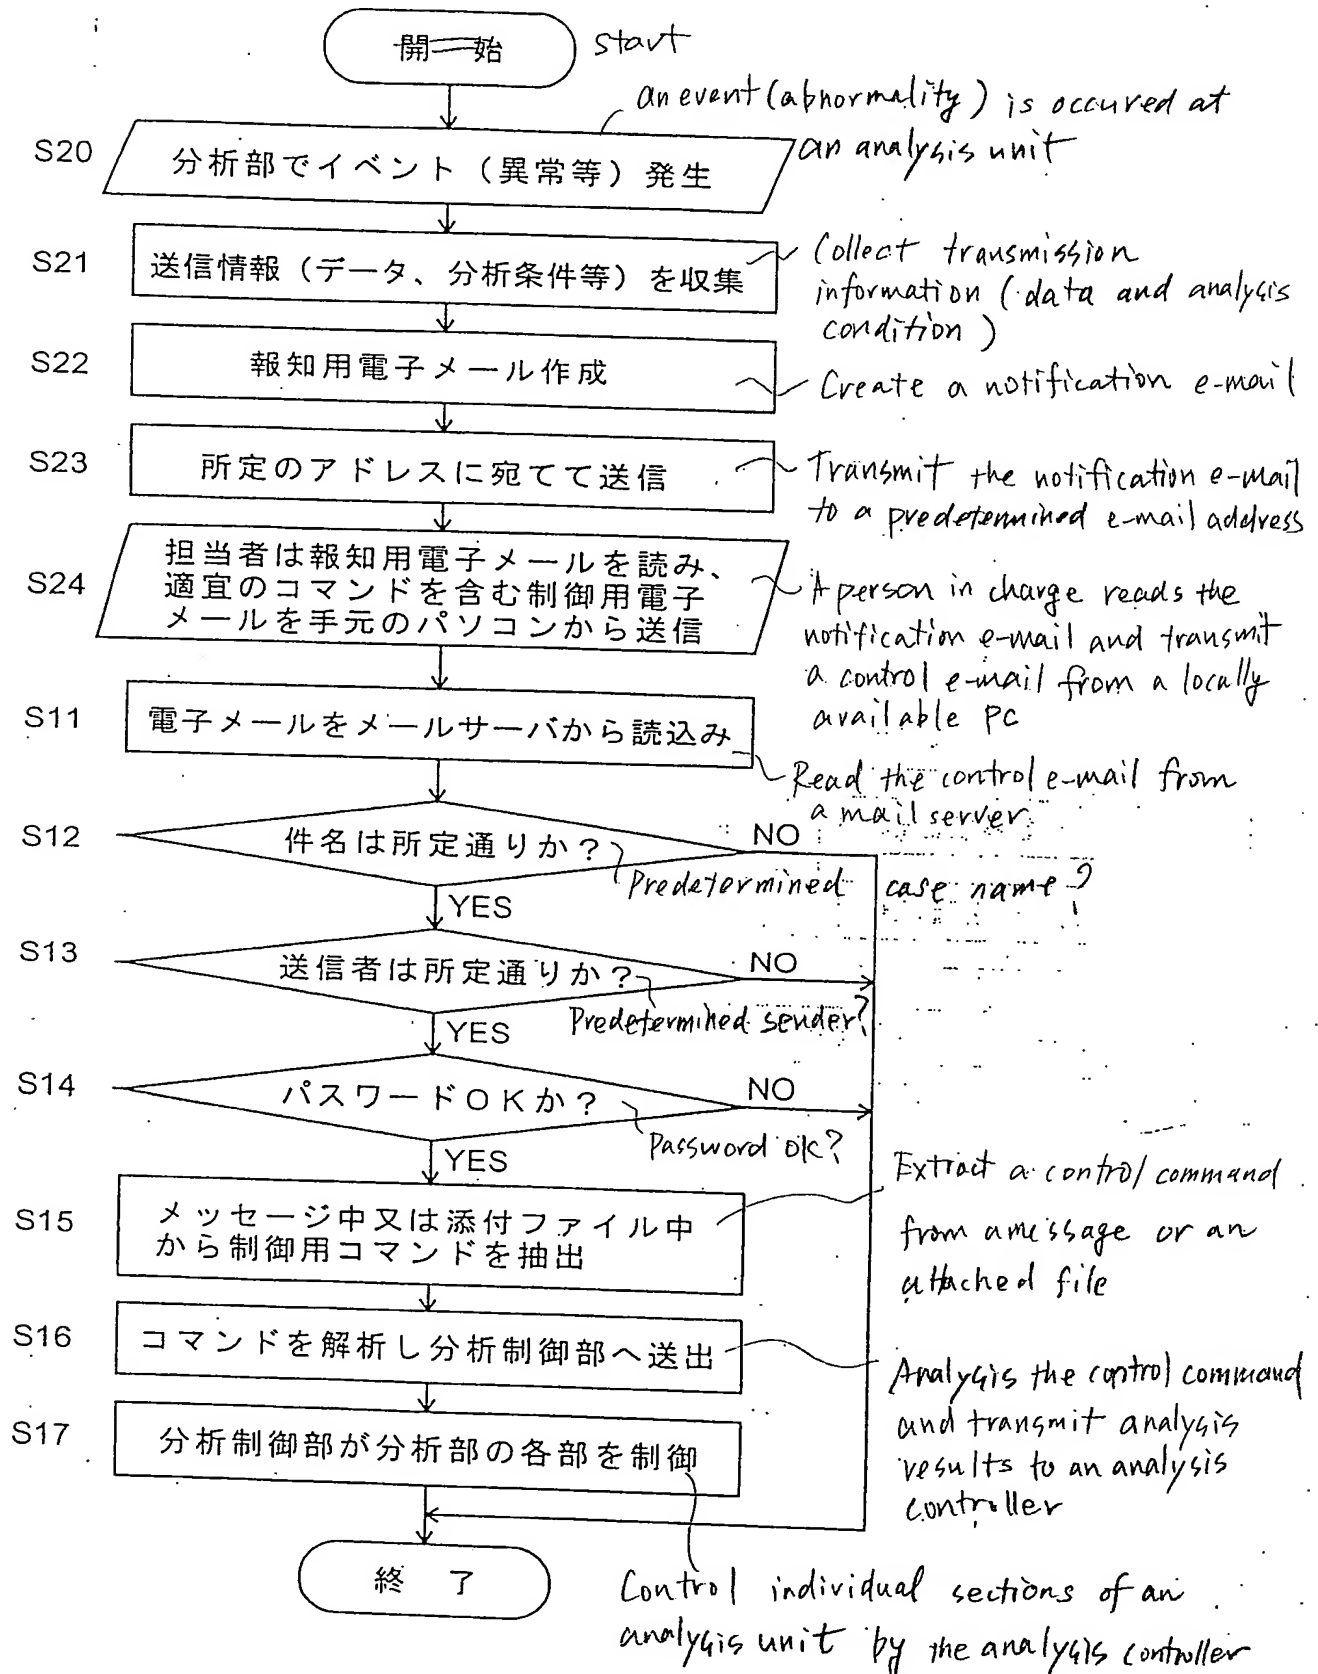 開始 start
an event (abnormality) is occured at
an analysis unit
S20 分析部でイベント（異常等）発生
S21 送信情報（データ、分析条件等）を収集
Collect transmission
information (data and analysis
condition)
S22 報知用電子メール作成
Create a notification e-mail
S23 所定のアドレスに宛てて送信
Transmit the notification e-mail
to a predetermined e-mail address
S24
担当者は報知用電子メールを読み、
適宜のコマンドを含む制御用電子
メールを手元のパソコンから送信
A person in charge reads the
notification e-mail and transmit
a control e-mail from a locally
available PC
S11 電子メールをメールサーバから読込み
Read the control e-mail from
a mail server
S12 件名は所定通りか？ NO
Predetermined case name?
YES
S13 送信者は所定通りか？ NO
Predetermined sender?
YES
S14 パスワードＯＫか？ NO
Password ok?
YES
S15
メッセージ中又は添付ファイル中
から制御用コマンドを抽出
Extract a control command
from a message or an
attached file
S16 コマンドを解析し分析制御部へ送出
Analysis the control command
and transmit analysis
results to an analysis
controller
S17 分析制御部が分析部の各部を制御
終了
Control individual sections of an
analysis unit by the analysis controller